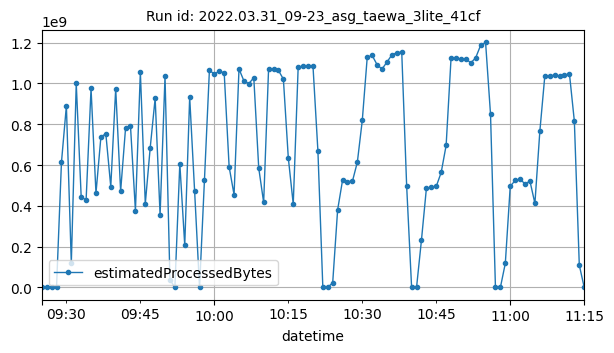 Run id: 2022.03.31_09-23_asg_taewa_3lite_41cf
1e9
1.2
1.0
0.8
0.6
0.4
0.2
0.0
estimatedProcessedBytes
09:30 09:45 10:00 10:15 10:30 10:45 11:00 11:15
datetime